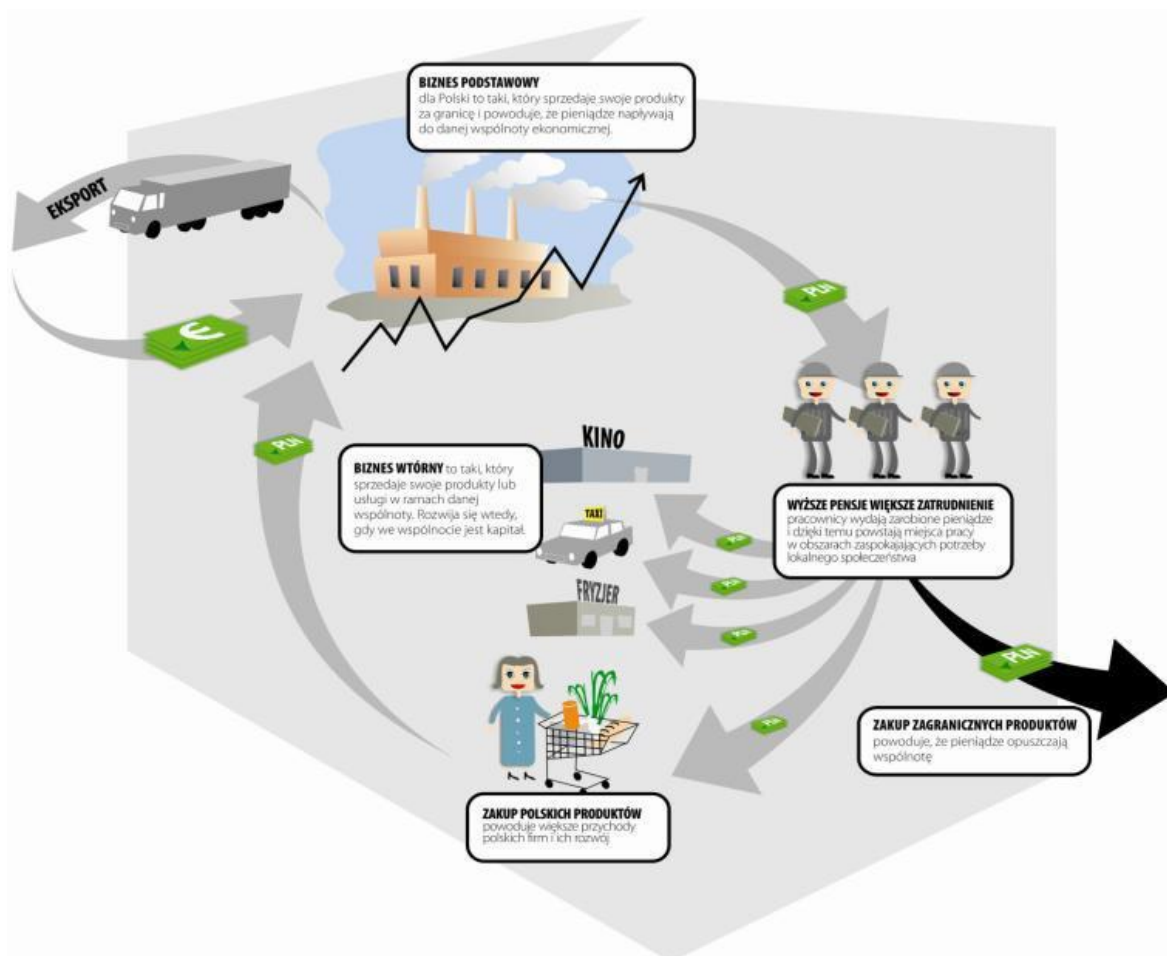 BIZNES PODSTAWOWY
dla Polski to taki, który sprzedaje swoje produkty
za granicę i powoduje, że pieniądze napływają
do danej wspólnoty ekonomicznej.
EKSPORT
PLN
€
PLN
KINO
BIZNES WTÓRNY to taki, który
sprzedaje swoje produkty lub
usługi w ramach danej
wspólnoty. Rozwija się wtedy,
gdy we wspólnocie jest kapitał.
TAXI
FRYZJER
WYŻSZE PENSJE WIĘKSZE ZATRUDNIENIE
pracownicy wydają zarobione pieniądze
i dzięki temu powstają miejsca pracy
w obszarach zaspokajających potrzeby
lokalnego społeczeństwa
PLN
PLN
PLN
PLN
PLN
ZAKUP ZAGRANICZNYCH PRODUKTÓW
powoduje, że pieniądze opuszczają
wspólnotę
ZAKUP POLSKICH PRODUKTÓW
powoduje większe przychody
polskich firm i ich rozwój